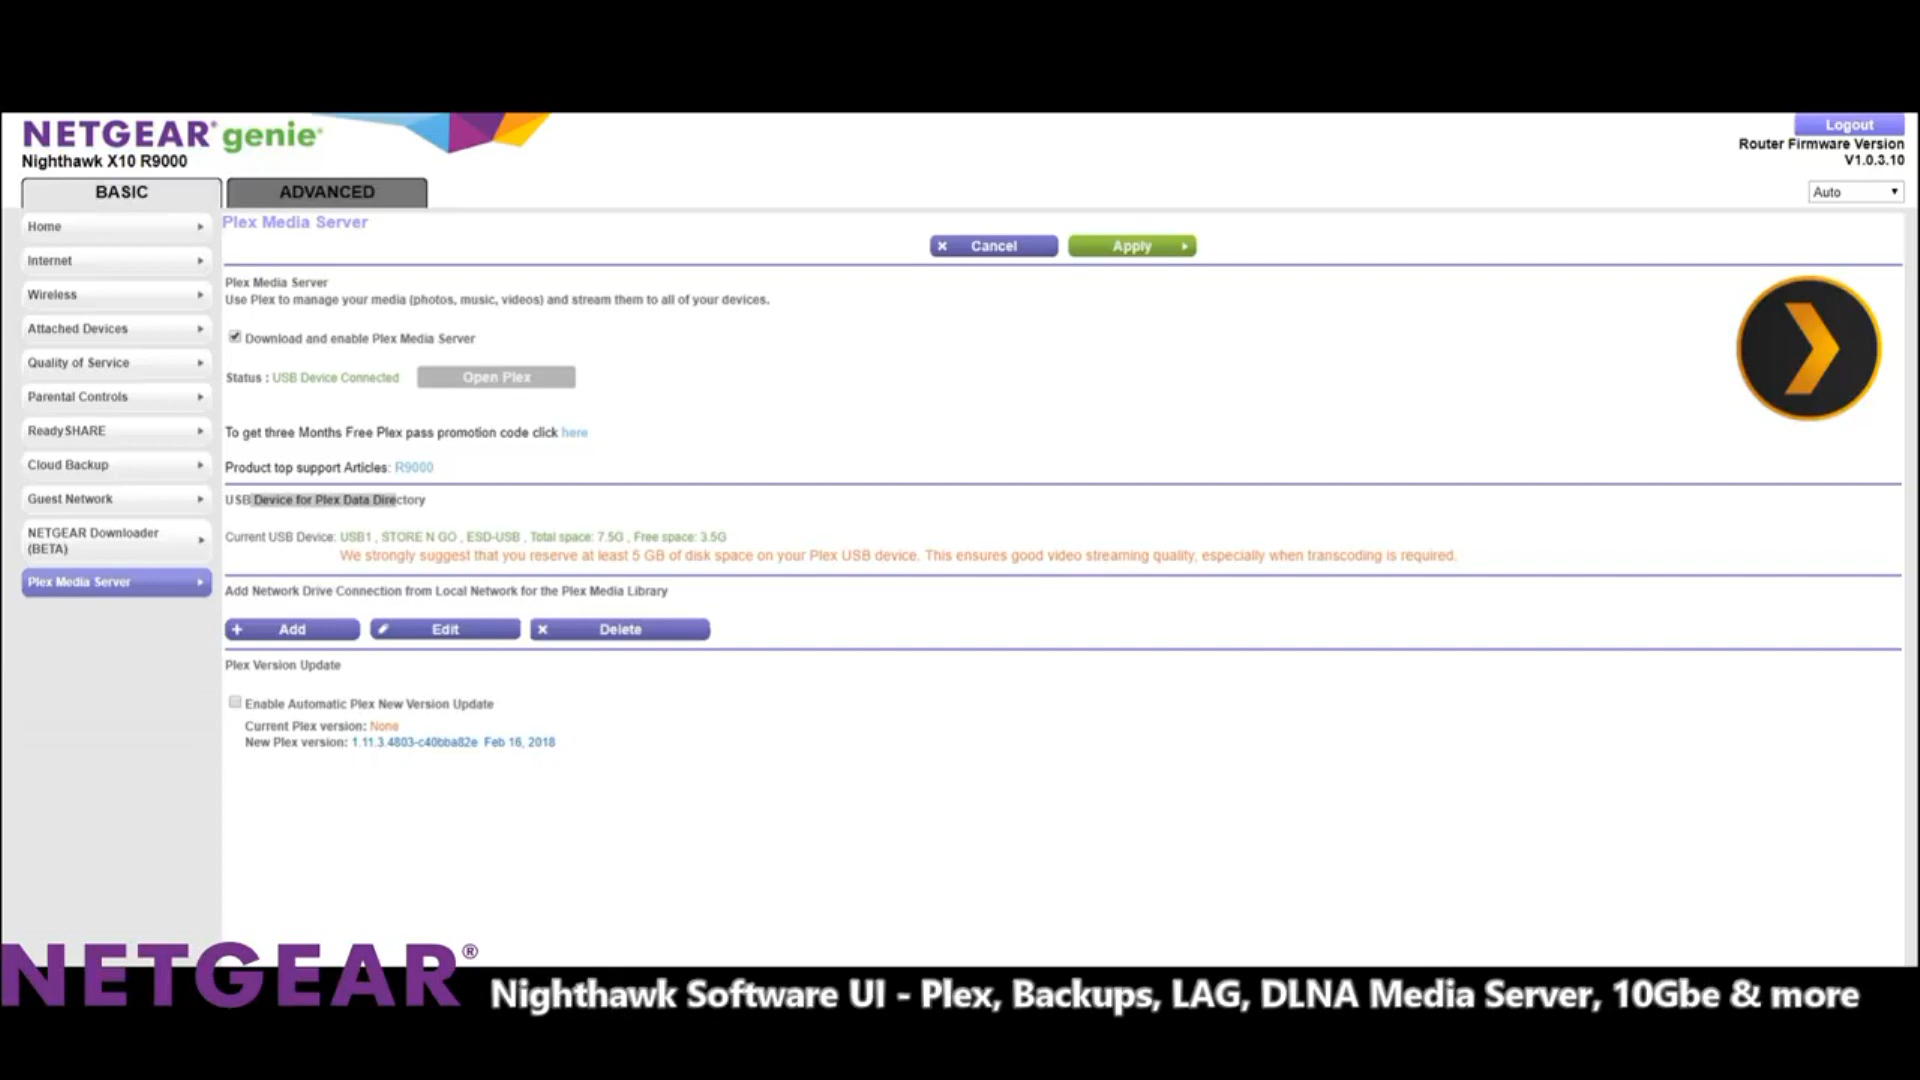 NETGEAR® genie®
Nighthawk X10 R9000
Logout
Router Firmware Version
V1.0.3.10
BASIC
ADVANCED
Auto
Home
Internet
Wireless
Attached Devices
Quality of Service
Parental Controls
ReadySHARE
Cloud Backup
Guest Network
NETGEAR Downloader
(BETA)
Plex Media Server
Plex Media Server
Cancel
Apply
Plex Media Server
Use Plex to manage your media (photos, music, videos) and stream them to all of your devices.
Download and enable Plex Media Server
Status : USB Device Connected
Open Plex
To get three Months Free Plex pass promotion code click here
Product top support Articles: R9000
USB Device for Plex Data Directory
Current USB Device: USB1 , STORE N GO , ESD-USB , Total space: 7.5G , Free space: 3.5G
We strongly suggest that you reserve at least 5 GB of disk space on your Plex USB device. This ensures good video streaming quality, especially when transcoding is required.
Add Network Drive Connection from Local Network for the Plex Media Library
Add
Edit
Delete
Plex Version Update
Enable Automatic Plex New Version Update
Current Plex version: None
New Plex version: 1.11.3.4803-c40bba82e Feb 16, 2018
NETGEAR®
Nighthawk Software UI - Plex, Backups, LAG, DLNA Media Server, 10Gbe & more